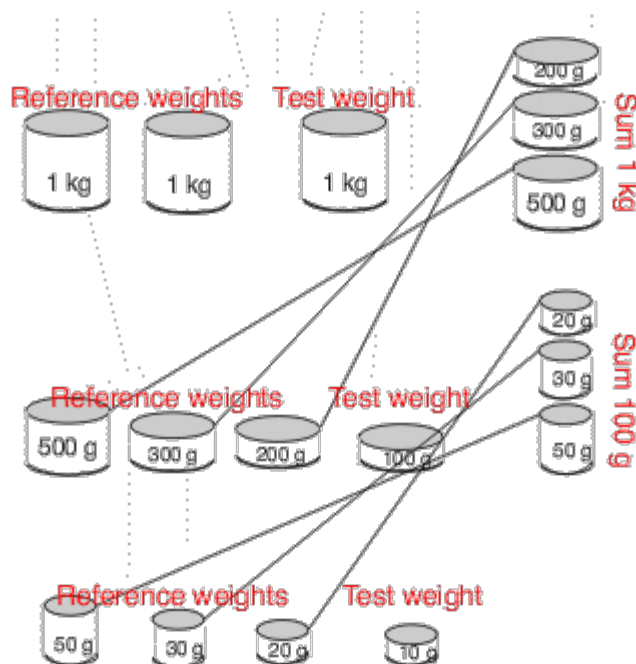 200 g
Reference weights Test weight
300 g
Sum 1 kg
1 kg 1 kg 1 kg
500 g
20 g
30 g
Sum 100 g
Reference weights Test weight
500 g 300 g 200 g 100 g 50 g
Reference weights Test weight
50 g 30 g 20 g 10 g